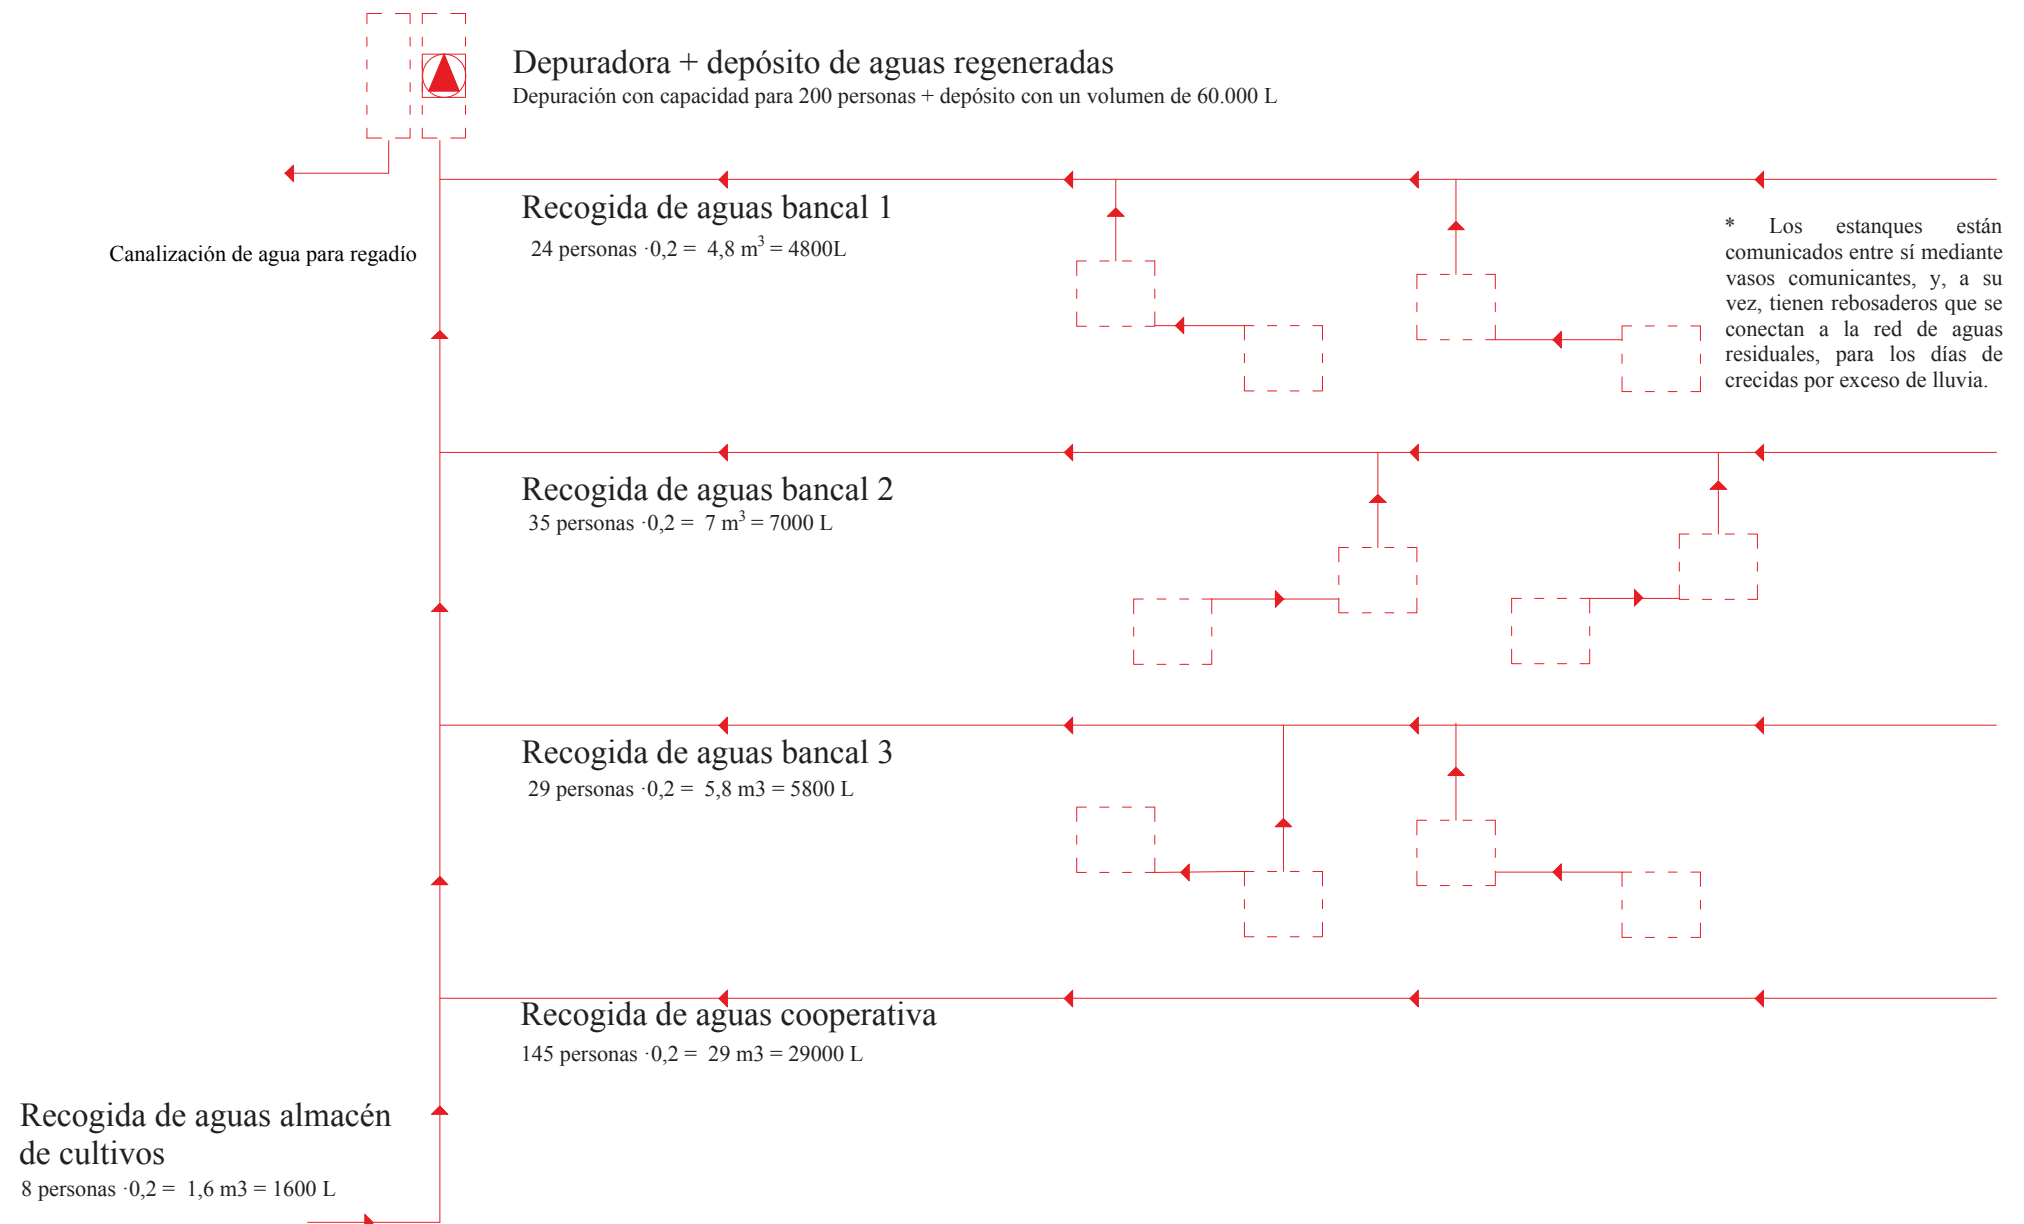 Depuradora + depósito de aguas regeneradas
Depuración con capacidad para 200 personas + depósito con un volumen de 60.000 L
Recogida de aguas bancal 1
24 personas ·0,2 = 4,8 m³ = 4800L
Canalización de agua para regadío
* Los estanques están
comunicados entre sí mediante
vasos comunicantes, y, a su
vez, tienen rebosaderos que se
conectan a la red de aguas
residuales, para los días de
crecidas por exceso de lluvia.
Recogida de aguas bancal 2
35 personas ·0,2 = 7 m³ = 7000 L
Recogida de aguas bancal 3
29 personas ·0,2 = 5,8 m3 = 5800 L
Recogida de aguas cooperativa
145 personas ·0,2 = 29 m3 = 29000 L
Recogida de aguas almacén
de cultivos
8 personas ·0,2 = 1,6 m3 = 1600 L